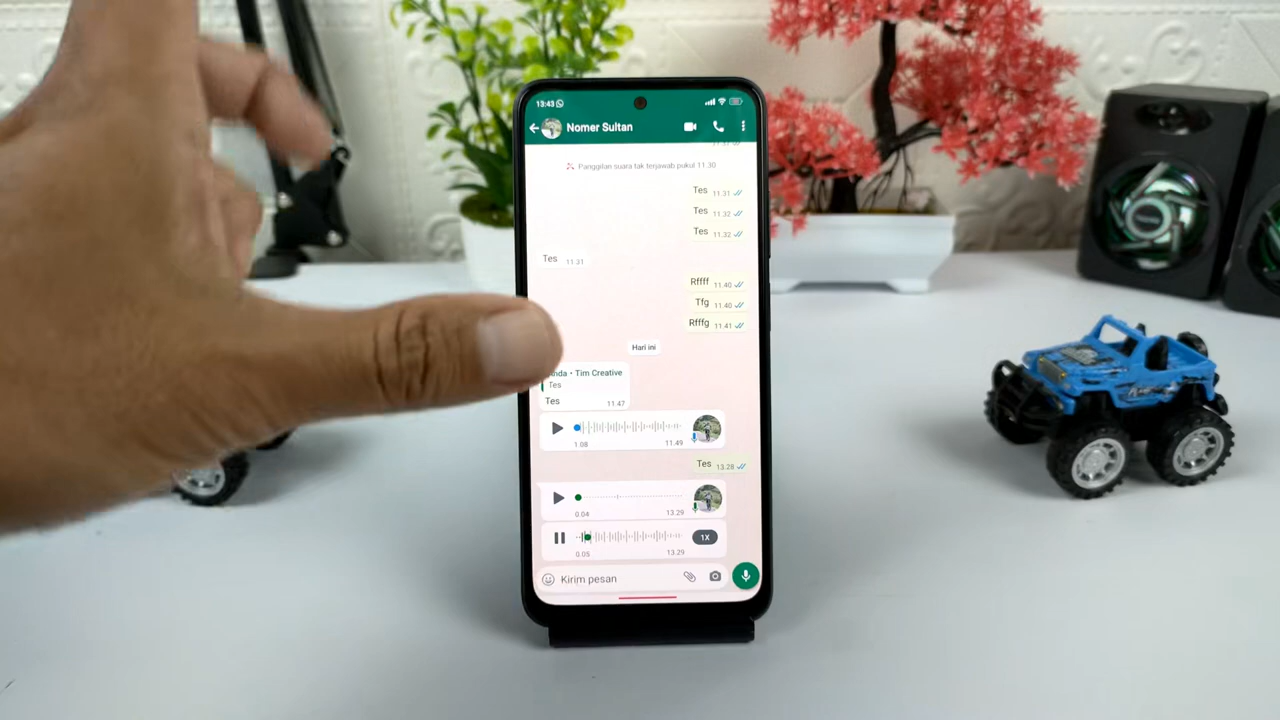 13:43
Nomer Sultan
Panggilan suara tak terjawab pukul 11.30
Tes 11.31
Tes 11.32
Tes 11.32
Tes 11.31
Rffff 11.40
Tfg 11.40
Rfffg 11.41
Hari ini
nda • Tim Creative
Tes
Tes 11.47
1:08 11.49
Tes 13.28
0.04 13.29
1X
0.05 13.29
Kirim pesan